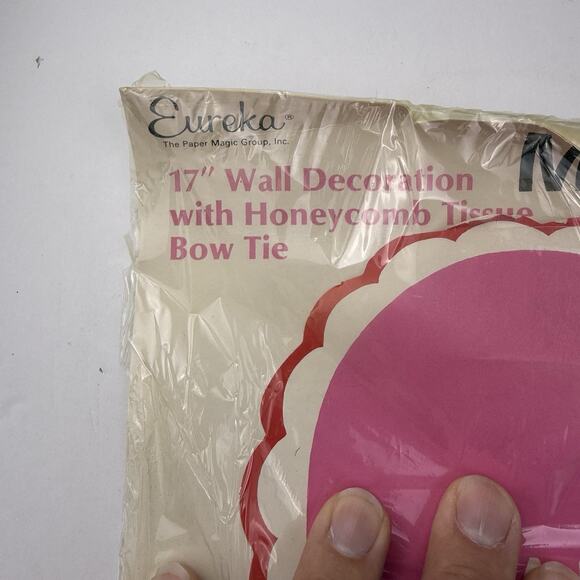 Eureka®
The Paper Magic Group, Inc.
17" Wall Decoration
with Honeycomb Tissue
Bow Tie